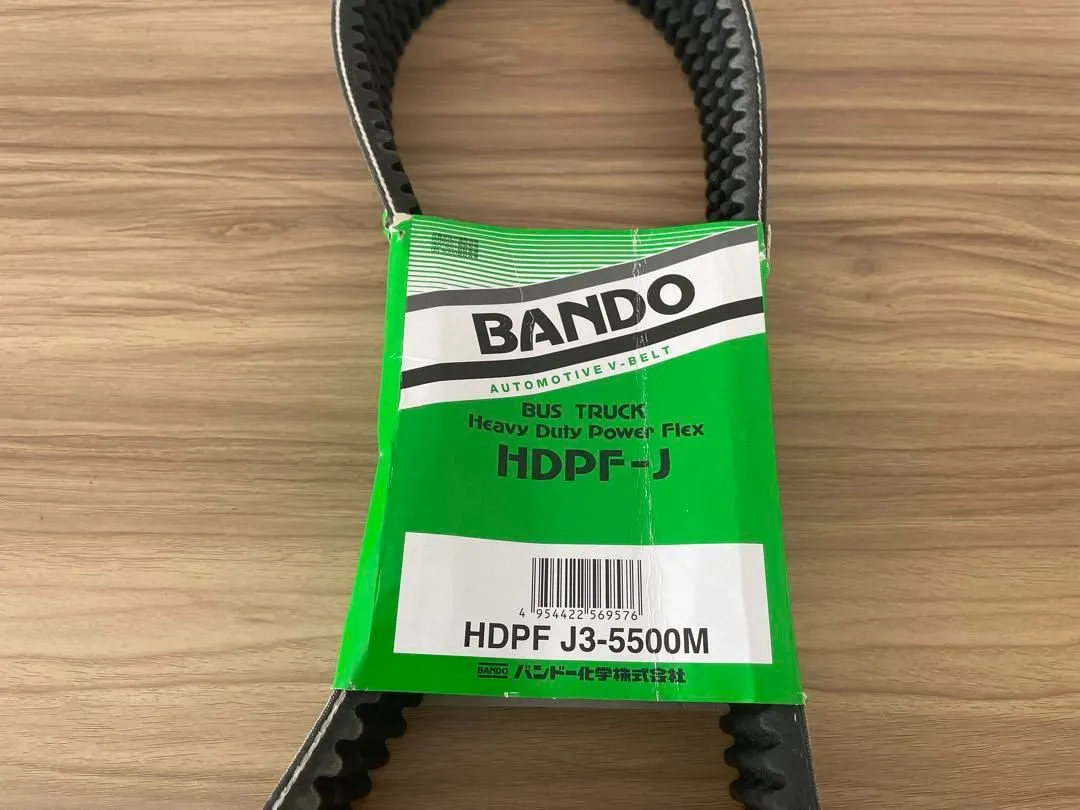 BANDO
AUTOMOTIVE V-BELT
BUS TRUCK
Heavy Duty Power Flex
HDPF-J
4 954422 569576
HDPF J3-5500M
BANDO バンドー化学株式会社